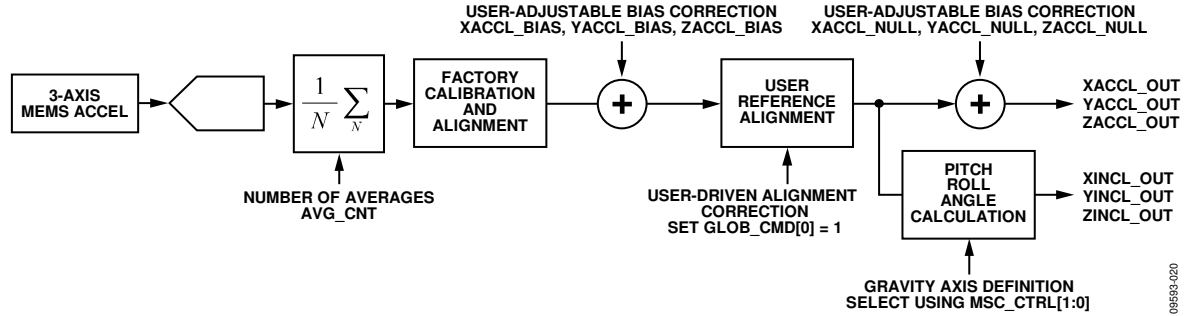 USER-ADJUSTABLE BIAS CORRECTION
XACCL_BIAS, YACCL_BIAS, ZACCL_BIAS
USER-ADJUSTABLE BIAS CORRECTION
XACCL_NULL, YACCL_NULL, ZACCL_NULL
3-AXIS
MEMS ACCEL
1
N
∑
N
FACTORY
CALIBRATION
AND
ALIGNMENT
+
USER
REFERENCE
ALIGNMENT
+
XACCL_OUT
YACCL_OUT
ZACCL_OUT
NUMBER OF AVERAGES
AVG_CNT
USER-DRIVEN ALIGNMENT
CORRECTION
SET GLOB_CMD[0] = 1
PITCH
ROLL
ANGLE
CALCULATION
XINCL_OUT
YINCL_OUT
ZINCL_OUT
GRAVITY AXIS DEFINITION
SELECT USING MSC_CTRL[1:0]
09593-020